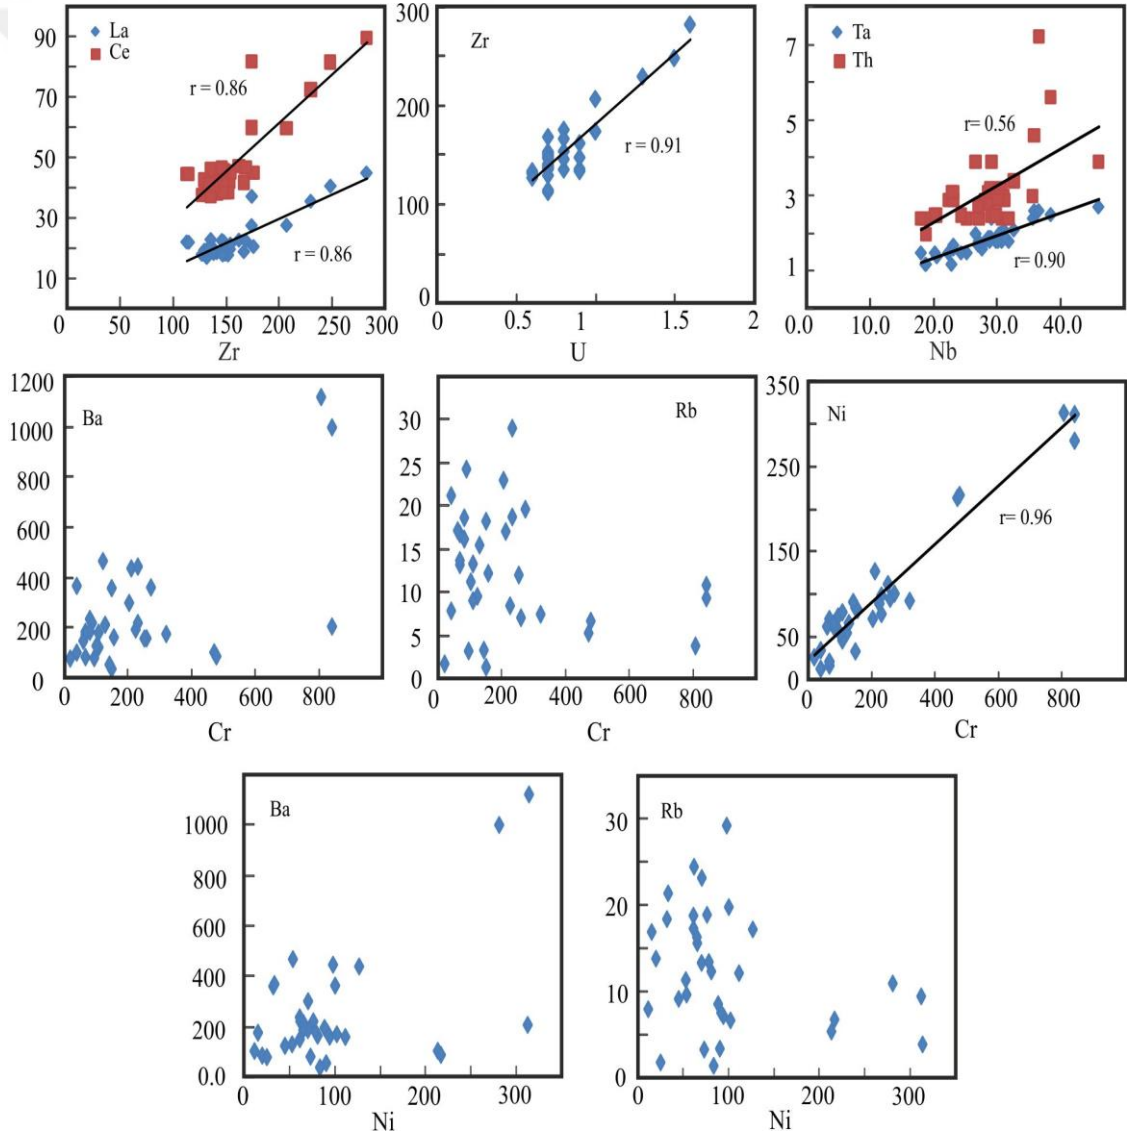 La
Ce
90
70
50
30
10
r = 0.86
r = 0.86
0 50 100 150 200 250 300
Zr
300
200
100
0
Zr
r = 0.91
0 0.5 1 1.5 2
U
Ta
Th
7
5
3
1
r= 0.56
r= 0.90
0.0 10.0 20.0 30.0 40.0
Nb
1200
1000
800
600
400
200
0
Ba
0 200 400 600 800
Cr
30
25
20
15
10
5
0
Rb
0 200 400 600 800
Cr
350
250
150
50
0
Ni
r= 0.96
0 200 400 600 800
Cr
1000
800
600
400
200
0.0
Ba
0 100 200 300
Ni
30
20
10
0
Rb
0 100 200 300
Ni